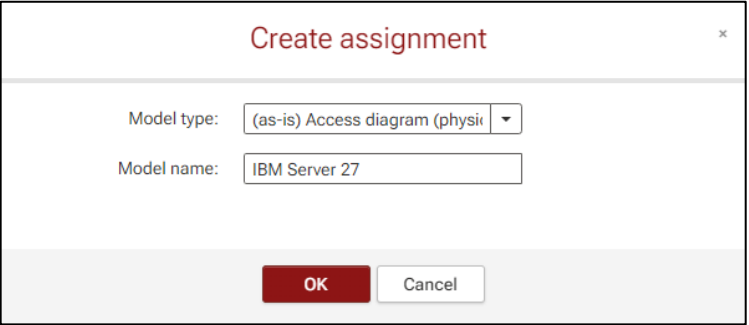 Create assignment
×
Model type: (as-is) Access diagram (physic
Model name: IBM Server 27
OK Cancel